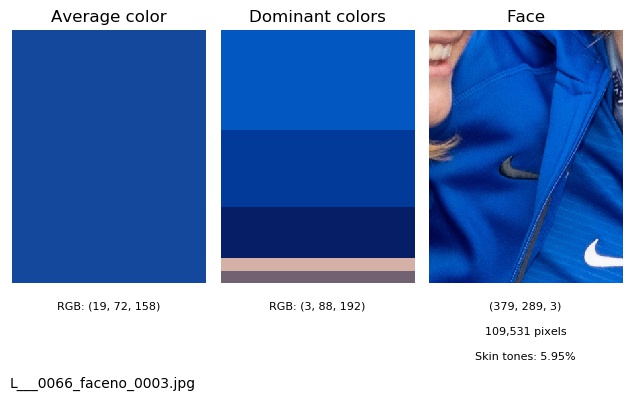 Average color
Dominant colors
Face
RGB: (19, 72, 158)
RGB: (3, 88, 192)
(379, 289, 3)
109,531 pixels
Skin tones: 5.95%
L___0066_faceno_0003.jpg